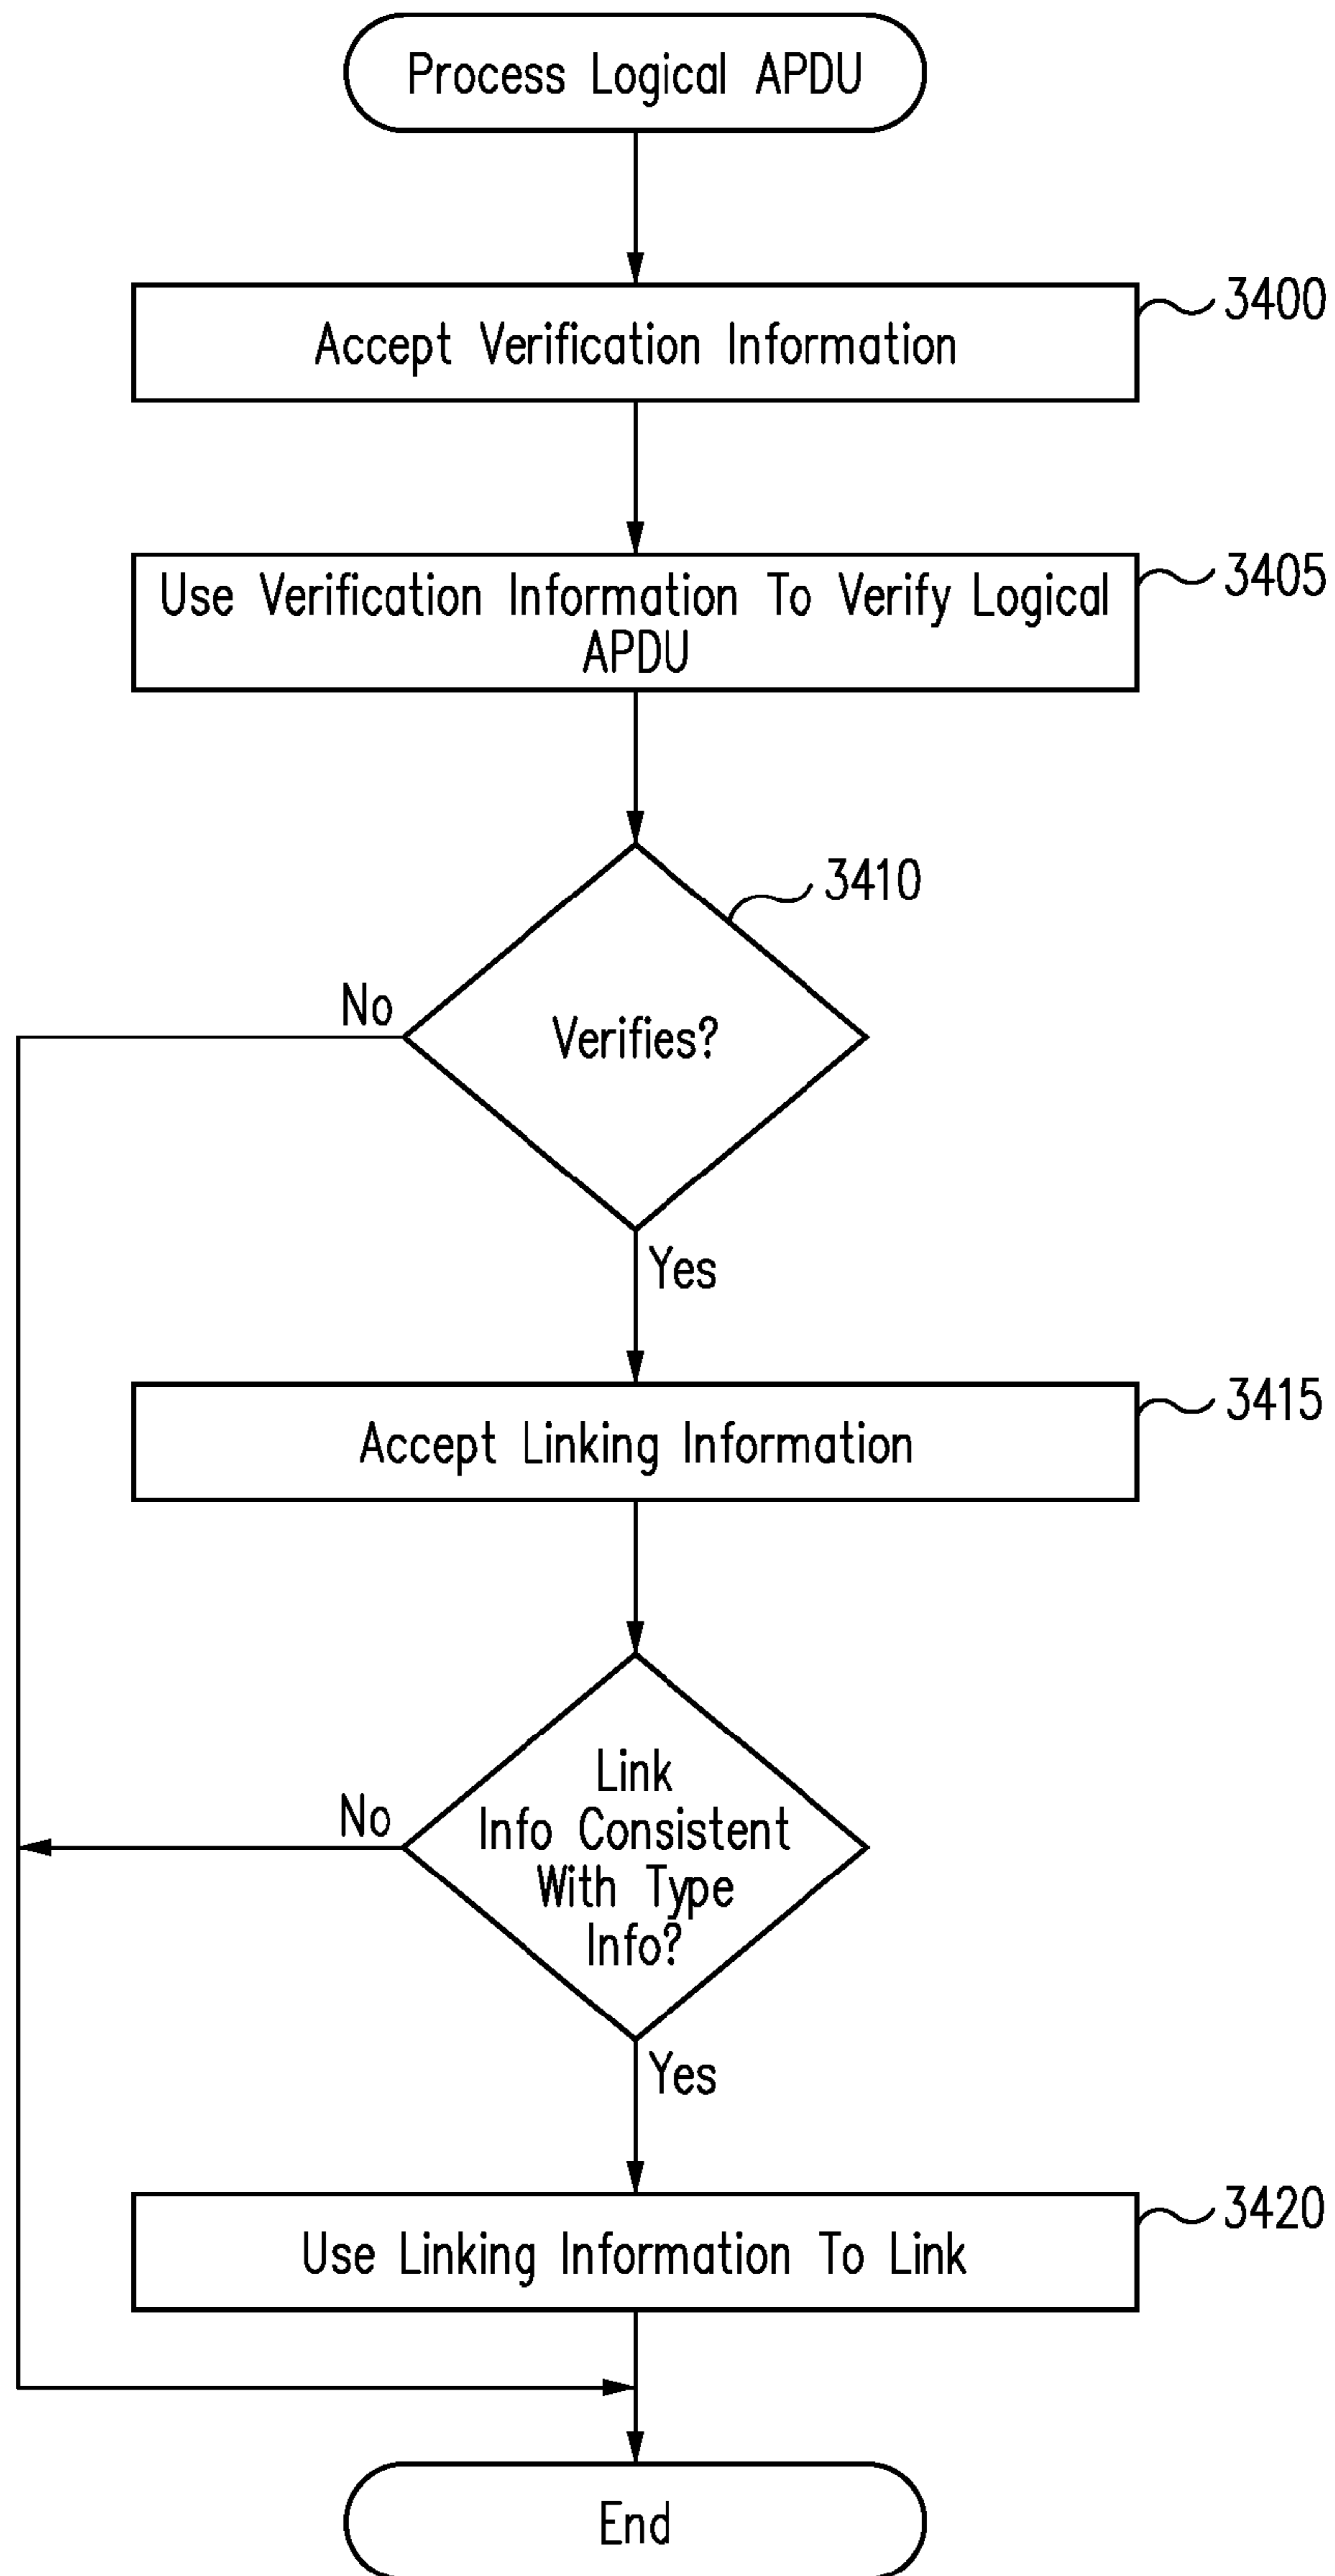 Process Logical APDU
3400
Accept Verification Information
3405
Use Verification Information To Verify Logical
APDU
3410
No
Verifies?
Yes
3415
Accept Linking Information
Link
No
Info Consistent
With Type
Info?
Yes
3420
Use Linking Information To Link
End